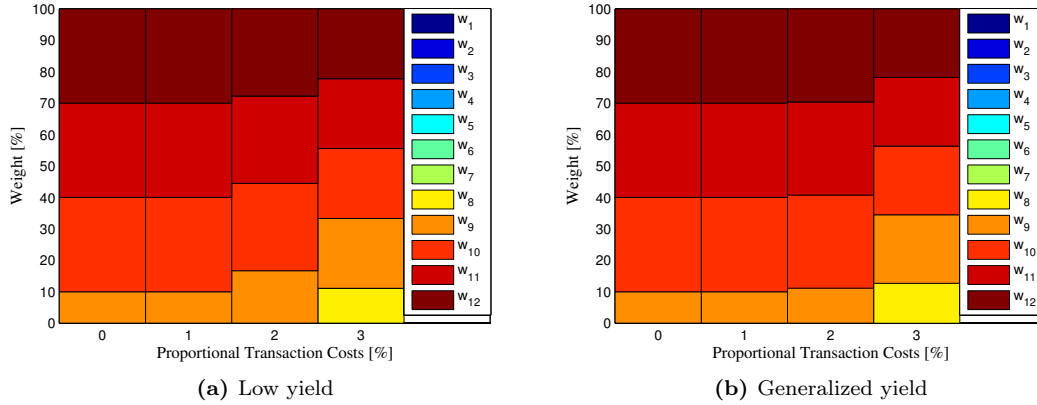 100
90
80
70
60
50
40
30
20
10
0
Weight [%]
0 1 2 3
Proportional Transaction Costs [%]
w1
w2
w3
w4
w5
w6
w7
w8
w9
w10
w11
w12
(a) Low yield
100
90
80
70
60
50
40
30
20
10
0
Weight [%]
0 1 2 3
Proportional Transaction Costs [%]
w1
w2
w3
w4
w5
w6
w7
w8
w9
w10
w11
w12
(b) Generalized yield